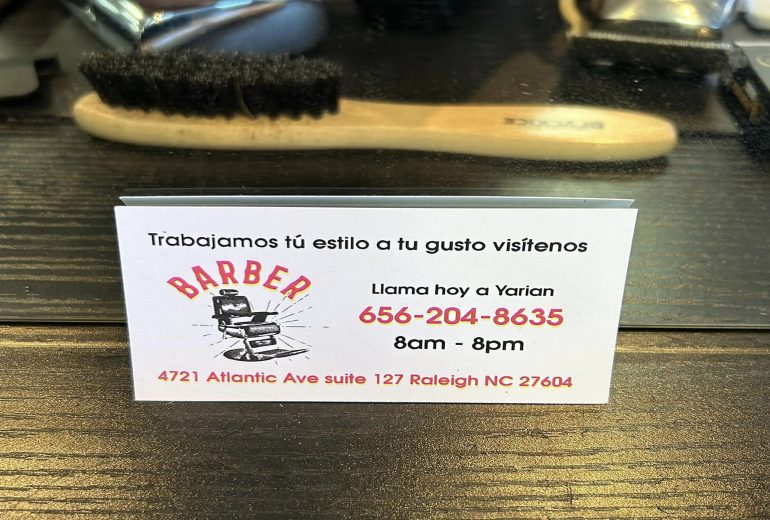 Trabajamos tú estilo a tu gusto visítenos
BARBER
Llama hoy a Yarian
656-204-8635
8am - 8pm
4721 Atlantic Ave suite 127 Raleigh NC 27604